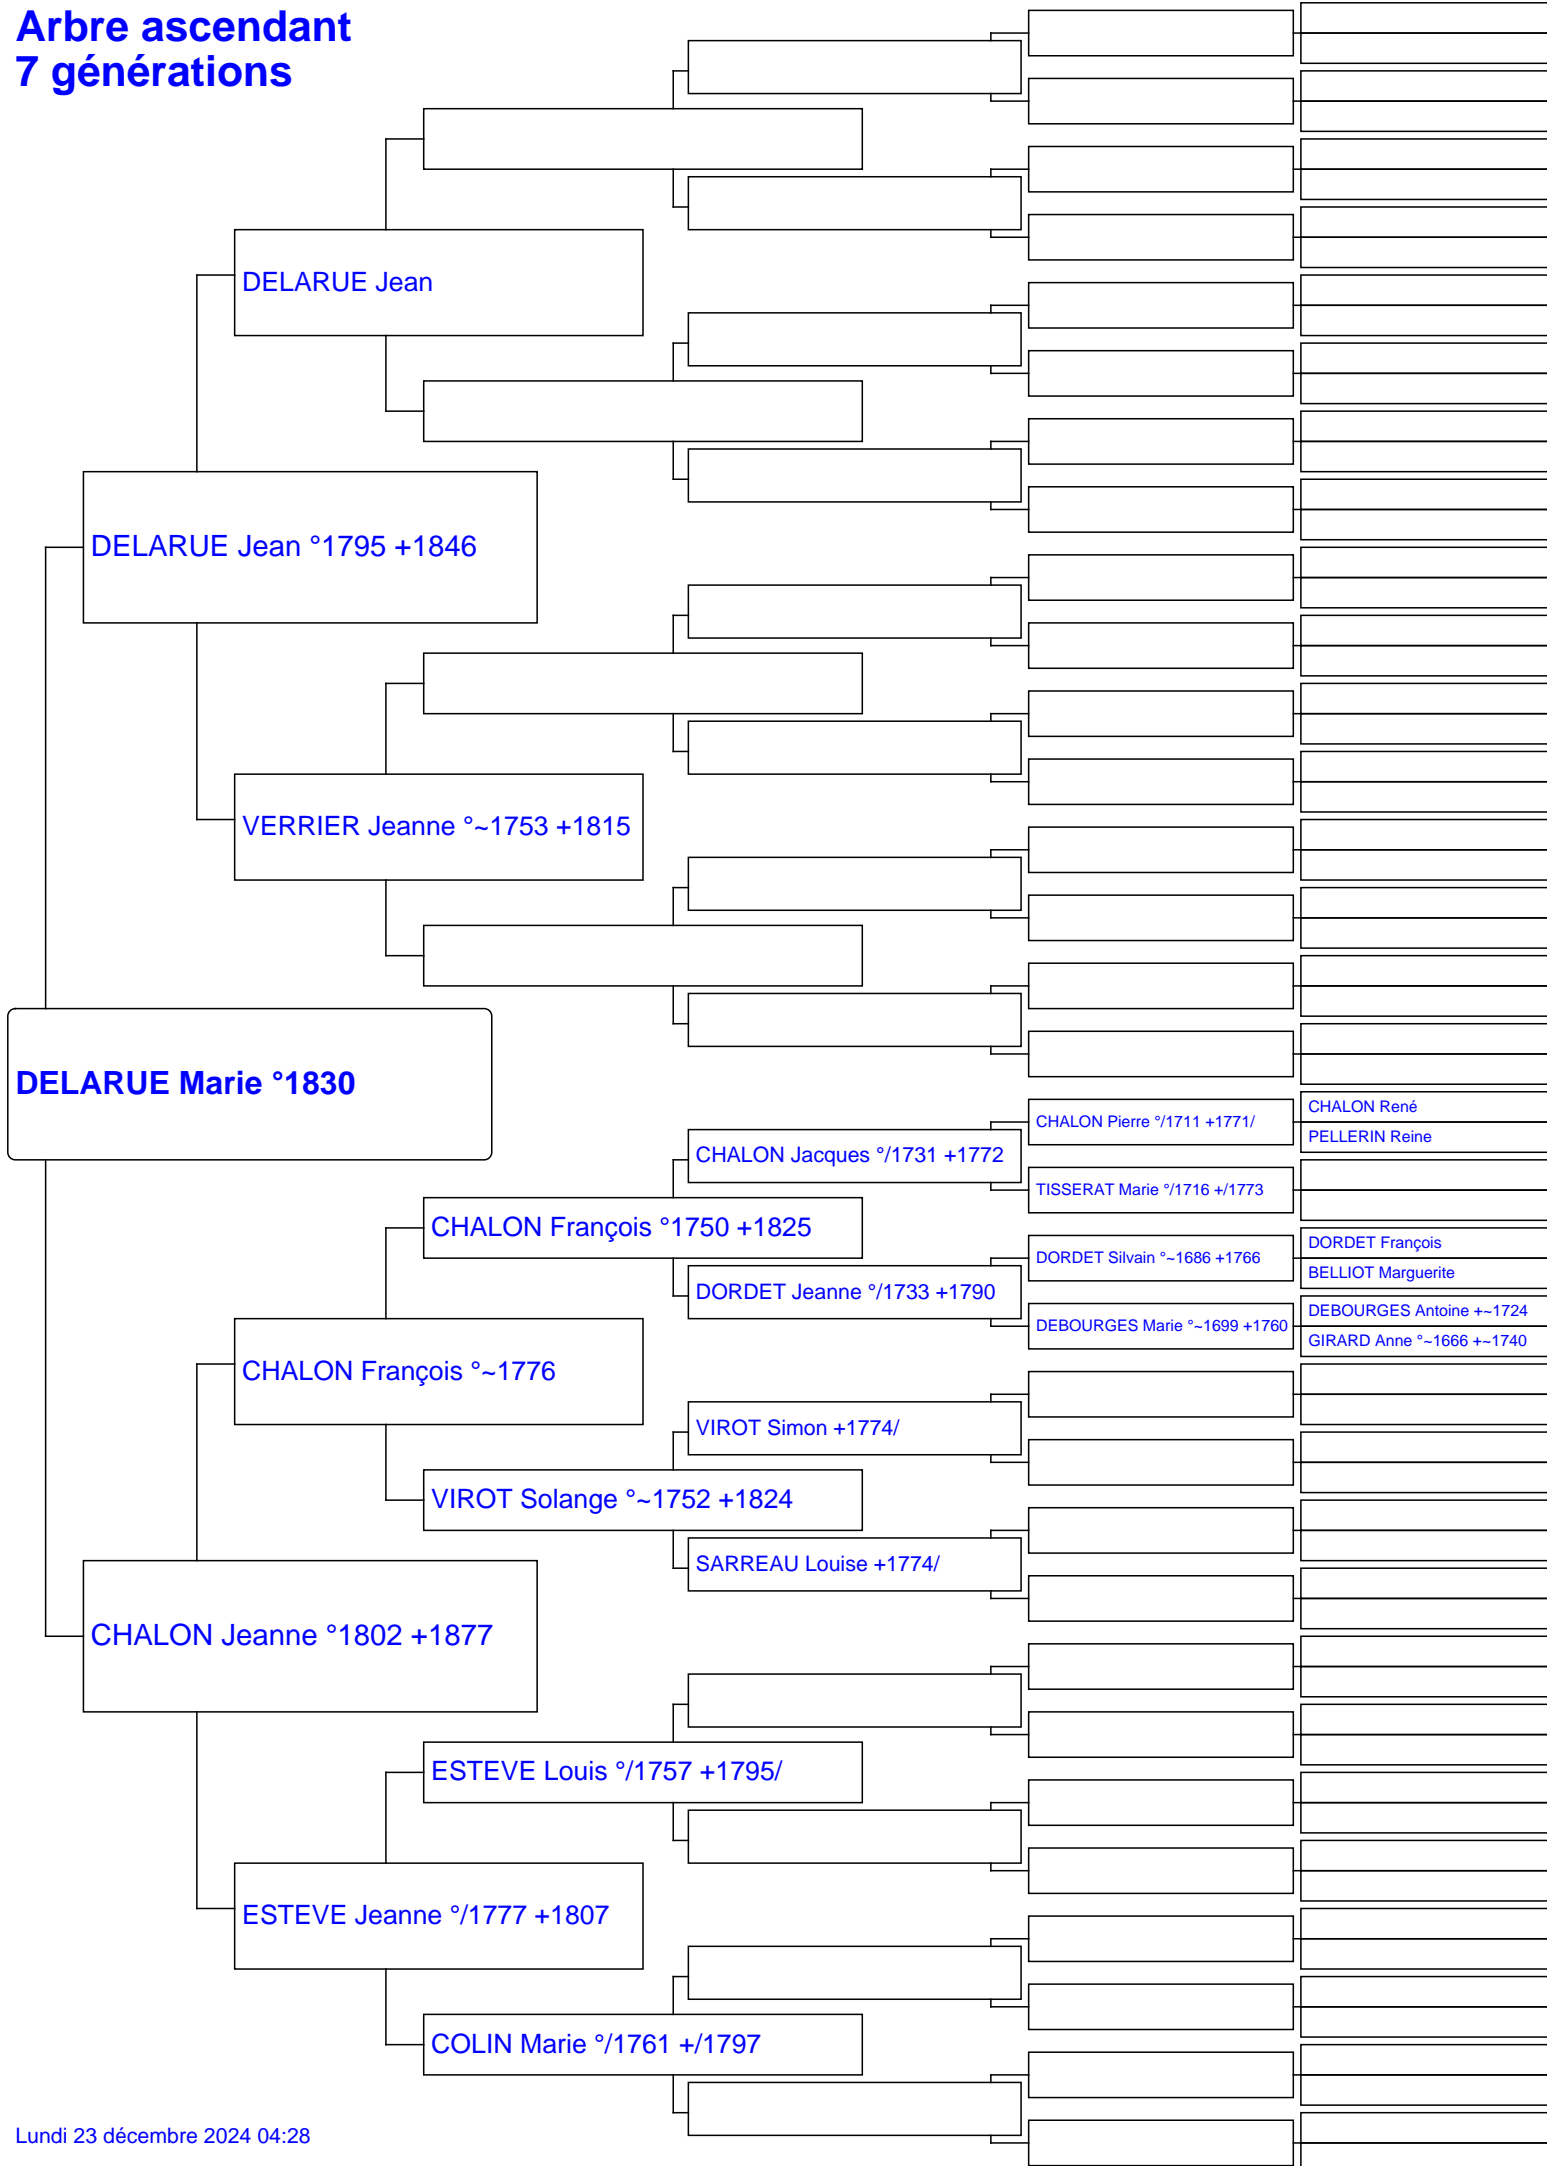 Arbre ascendant
7 générations
DELARUE Jean
DELARUE Jean °1795 +1846
VERRIER Jeanne °~1753 +1815
DELARUE Marie °1830
CHALON René
CHALON Pierre °/1711 +1771/
PELLERIN Reine
CHALON Jacques °/1731 +1772
TISSERAT Marie °/1716 +/1773
CHALON François °1750 +1825
DORDET François
DORDET Silvain °~1686 +1766
BELLIOT Marguerite
DORDET Jeanne °/1733 +1790
DEBOURGES Antoine +~1724
DEBOURGES Marie °~1699 +1760
GIRARD Anne °~1666 +~1740
CHALON François °~1776
VIROT Simon +1774/
VIROT Solange °~1752 +1824
SARREAU Louise +1774/
CHALON Jeanne °1802 +1877
ESTEVE Louis °/1757 +1795/
ESTEVE Jeanne °/1777 +1807
COLIN Marie °/1761 +/1797
Lundi 23 décembre 2024 04:28